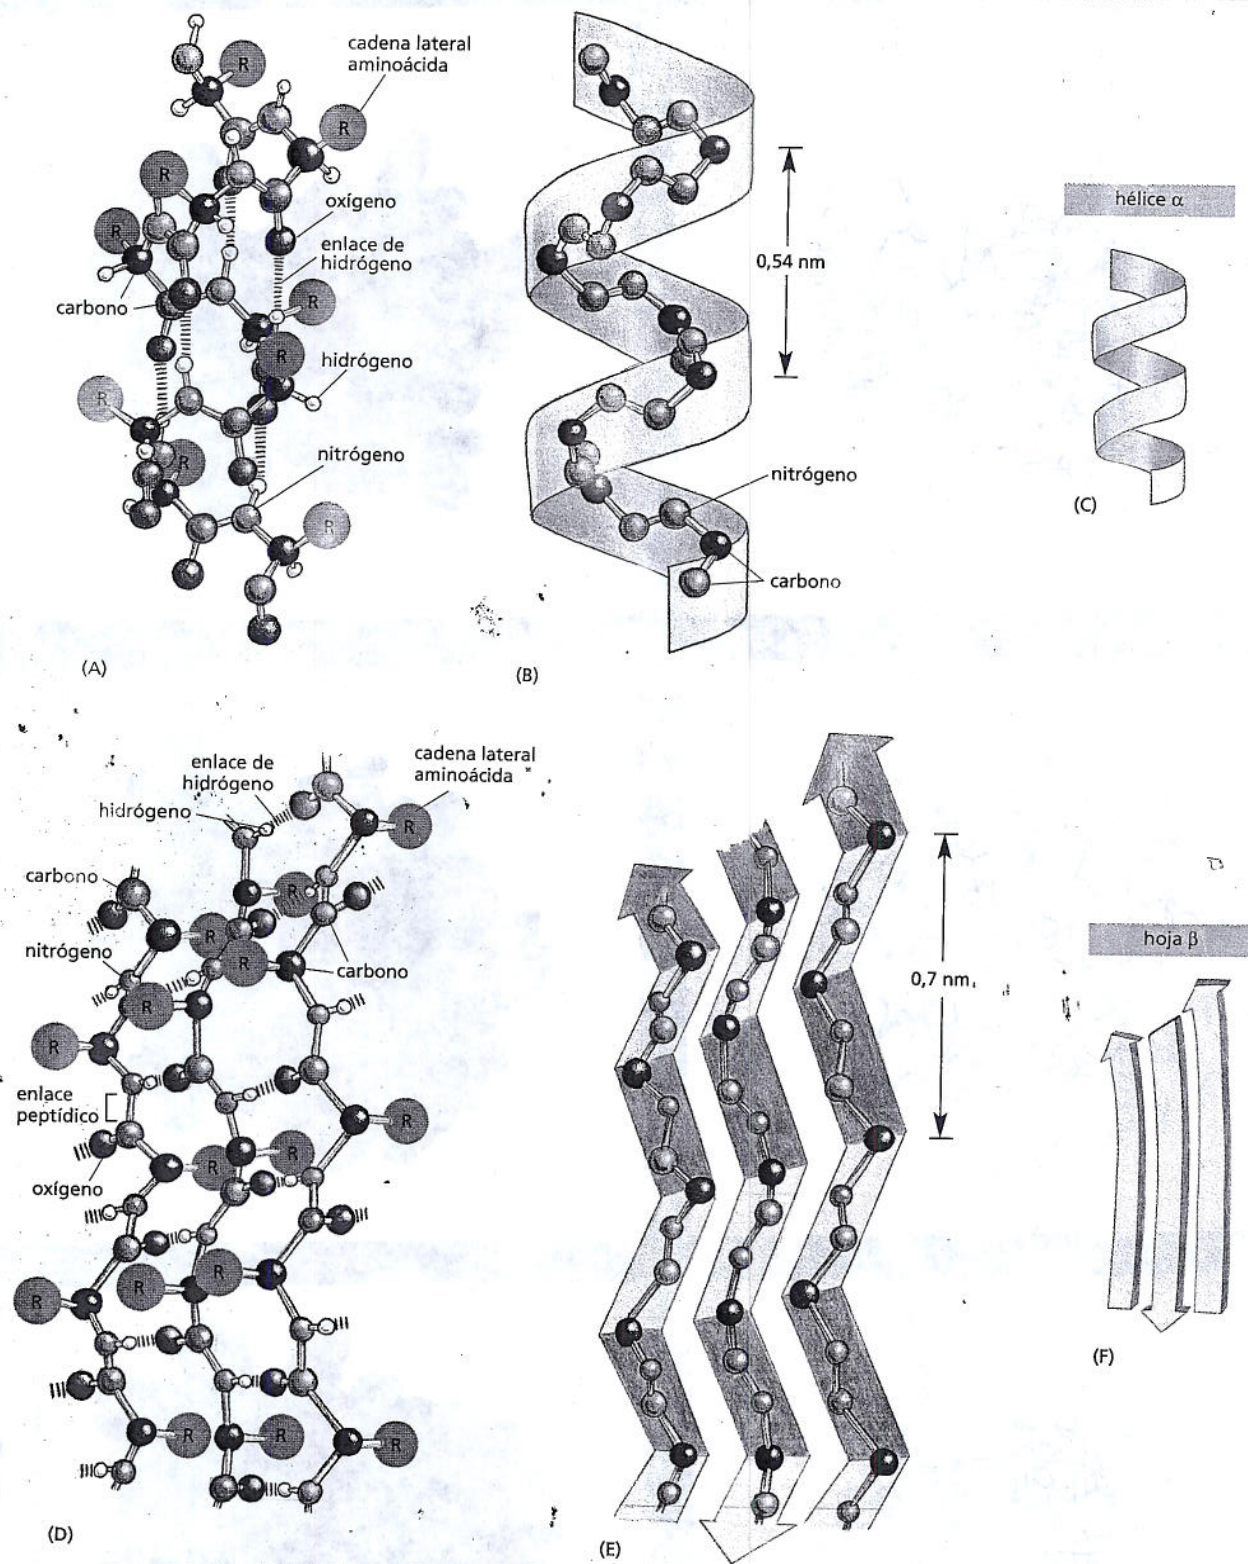 R
cadena lateral
aminoácida
R
R
R
oxígeno
enlace de
hidrógeno
carbono
R
R
hidrógeno
R
R
nitrógeno
R
(A)
0,54 nm
nitrógeno
carbono
(B)
hélice α
(C)
enlace de
hidrógeno
cadena lateral
aminoácida
hidrógeno
R
carbono
R
R
nitrógeno
R
carbono
R
R
enlace
peptídico
R
R
R
oxígeno
R
R
R
R
R
R
(D)
0,7 nm
(E)
hoja β
(F)